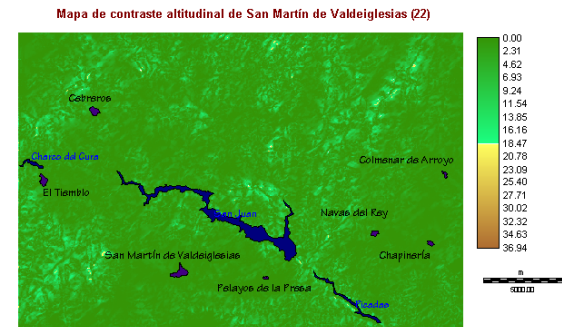 Mapa de contraste altitudinal de San Martín de Valdeiglesias (22)
0.00
2.31
4.62
6.93
9.24
11.54
13.85
16.16
18.47
20.78
23.09
25.40
27.71
30.02
32.32
34.63
36.94
Cebreros
Charco del Cura
El Tiemblo
Colmenar de Arroyo
San Juan
Navas del Rey
San Martín de Valdeiglesias
Chapinería
Pelayos de la Presa
Picadas
m
5000.00